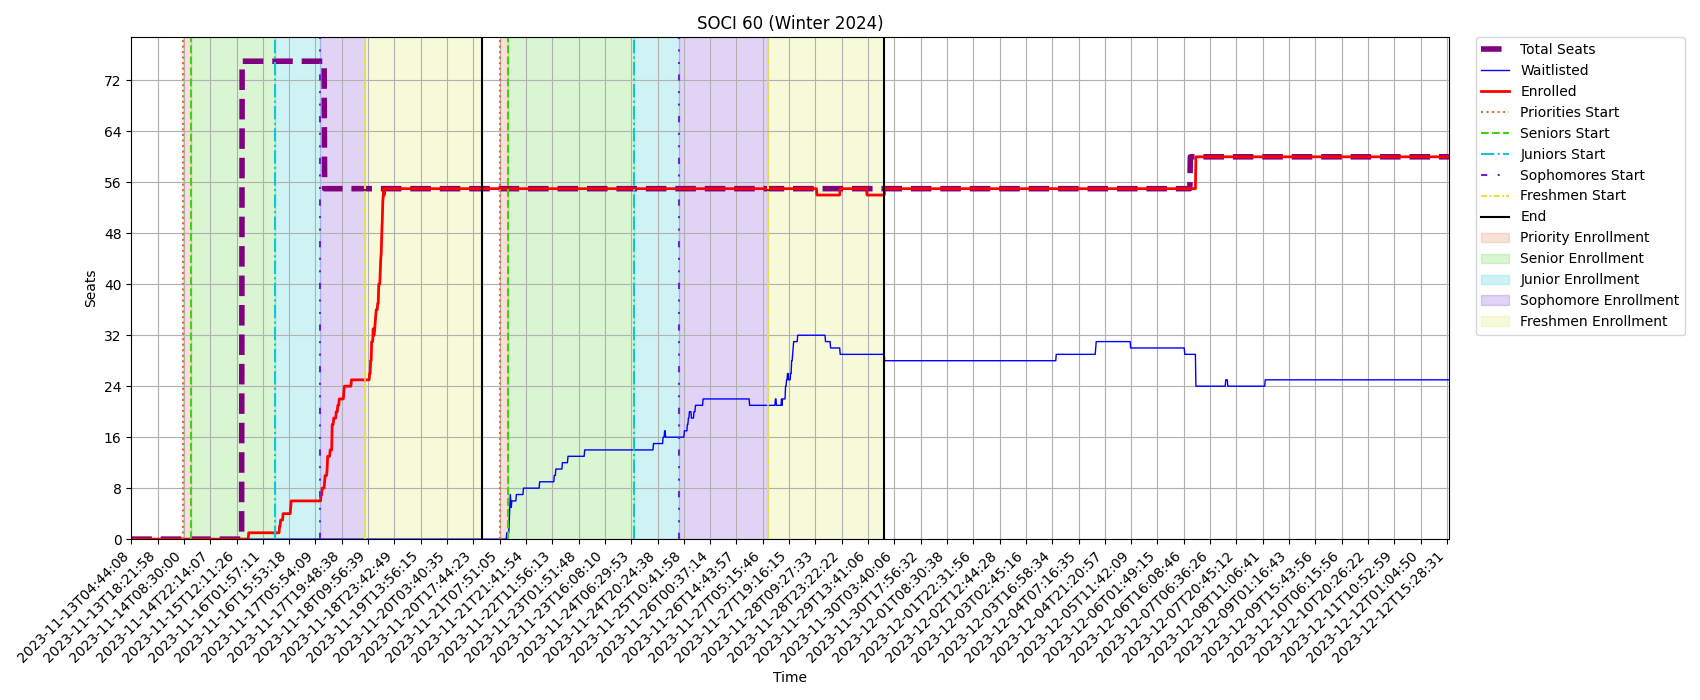 SOCI 60 (Winter 2024)
Total Seats
Waitlisted
Enrolled
Priorities Start
Seniors Start
Juniors Start
Sophomores Start
Freshmen Start
End
Priority Enrollment
Senior Enrollment
Junior Enrollment
Sophomore Enrollment
Freshmen Enrollment
Seats
72
64
56
48
40
32
24
16
8
0
2023-11-13T04:44:08
2023-11-13T18:21:58
2023-11-14T08:30:00
2023-11-14T22:14:07
2023-11-15T12:11:26
2023-11-16T01:57:11
2023-11-16T15:53:18
2023-11-17T05:54:09
2023-11-17T19:48:39
2023-11-18T09:56:39
2023-11-18T23:42:49
2023-11-19T13:56:15
2023-11-20T03:40:35
2023-11-20T17:44:23
2023-11-21T07:51:05
2023-11-21T21:41:54
2023-11-22T11:56:13
2023-11-23T01:51:48
2023-11-23T16:08:10
2023-11-24T06:29:53
2023-11-24T20:24:38
2023-11-25T10:41:58
2023-11-26T00:37:14
2023-11-26T14:43:57
2023-11-27T05:15:46
2023-11-27T19:16:15
2023-11-28T09:27:33
2023-11-28T23:22:22
2023-11-29T13:41:06
2023-11-30T03:40:06
2023-11-30T17:56:32
2023-12-01T08:30:38
2023-12-01T22:31:56
2023-12-02T12:44:28
2023-12-03T02:45:16
2023-12-03T16:58:34
2023-12-04T07:16:35
2023-12-04T21:20:57
2023-12-05T11:42:09
2023-12-06T01:49:15
2023-12-06T16:08:46
2023-12-07T06:36:26
2023-12-07T20:45:12
2023-12-08T11:06:41
2023-12-09T01:16:43
2023-12-09T15:43:56
2023-12-10T06:15:56
2023-12-10T20:26:22
2023-12-11T10:52:59
2023-12-12T01:04:50
2023-12-12T15:28:31
Time